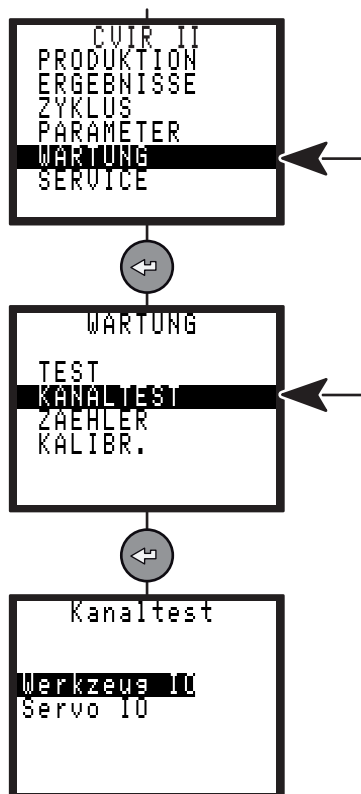 CVIR II
PRODUKTION
ERGEBNISSE
ZYKLUS
PARAMETER
WARTUNG
SERVICE
WARTUNG
TEST
KANALTEST
ZAEHLER
KALIBR.
Kanaltest
Werkzeug IO
Servo IO